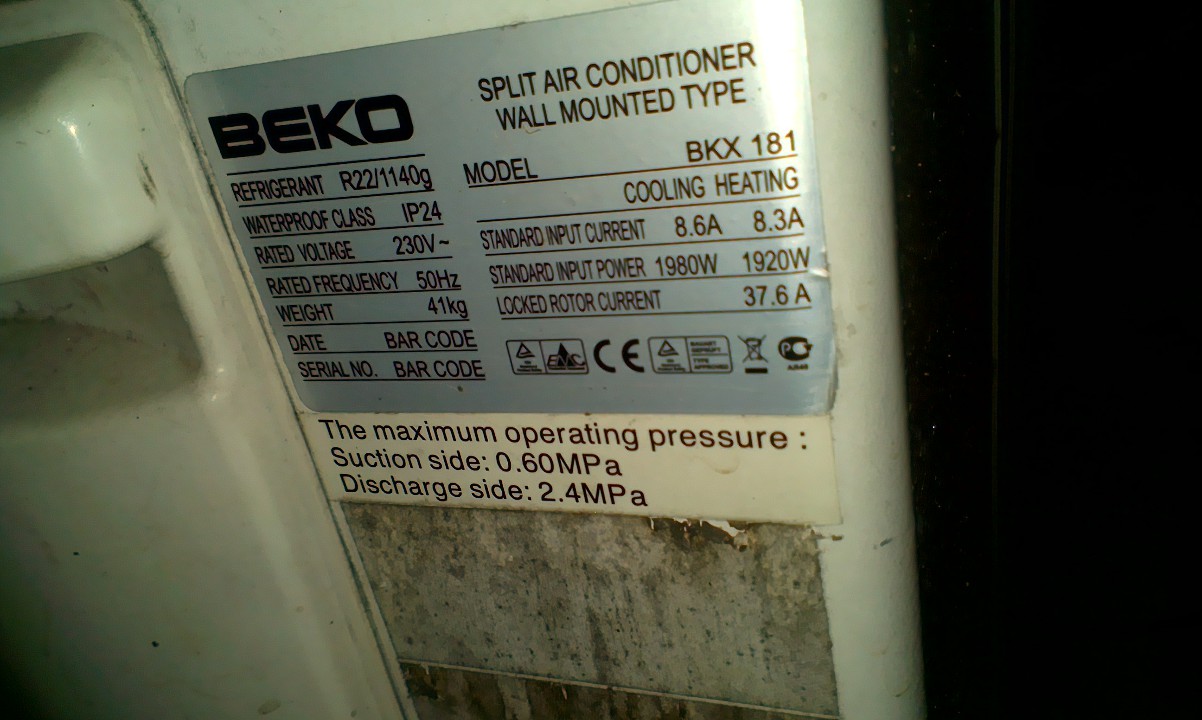 BEKO
SPLIT AIR CONDITIONER
WALL MOUNTED TYPE
REFRIGERANT R22/1140g
WATERPROOF CLASS IP24
RATED VOLTAGE 230V~
RATED FREQUENCY 50Hz
WEIGHT 41kg
DATE BAR CODE
SERIAL NO. BAR CODE
MODEL BKX 181
COOLING HEATING
STANDARD INPUT CURRENT 8.6A 8.3A
STANDARD INPUT POWER 1980W 1920W
LOCKED ROTOR CURRENT 37.6 A
EMC CE
The maximum operating pressure :
Suction side: 0.60MPa
Discharge side: 2.4MPa